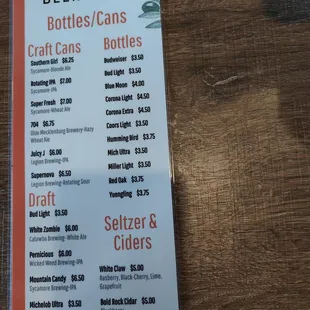 Bottles/Cans
Craft Cans
Southern Girl $6.25
Sycamore-Blonde Ale
Rotating IPA $7.00
Sycamore-IPA
Super Fresh $7.00
Sycamore-Wheat Ale
704 $6.75
Olde Mecklenburg Brewery-Hazy
Wheat Ale
Juicy J $6.00
Legion Brewing-IPA
Supernova $6.50
Legion Brewing-Rotating Sour
Draft
Bud Light $3.50
White Zombie $6.00
Catawba Brewing- White Ale
Pernicious $6.00
Wicked Weed Brewing-IPA
Mountain Candy $6.50
Sycamore Brewing-IPA
Michelob Ultra $3.50
Bottles
Budweiser $3.50
Bud Light $3.50
Blue Moon $4.00
Corona Light $4.50
Corona Extra $4.50
Coors Light $3.50
Humming Bird $3.75
Mich Ultra $3.50
Miller Light $3.50
Red Oak $3.75
Yuengling $3.75
Seltzer &
Ciders
White Claw $5.00
Rasberry, Black-Cherry, Lime,
Grapefruit
Bold Rock Cidar $5.00